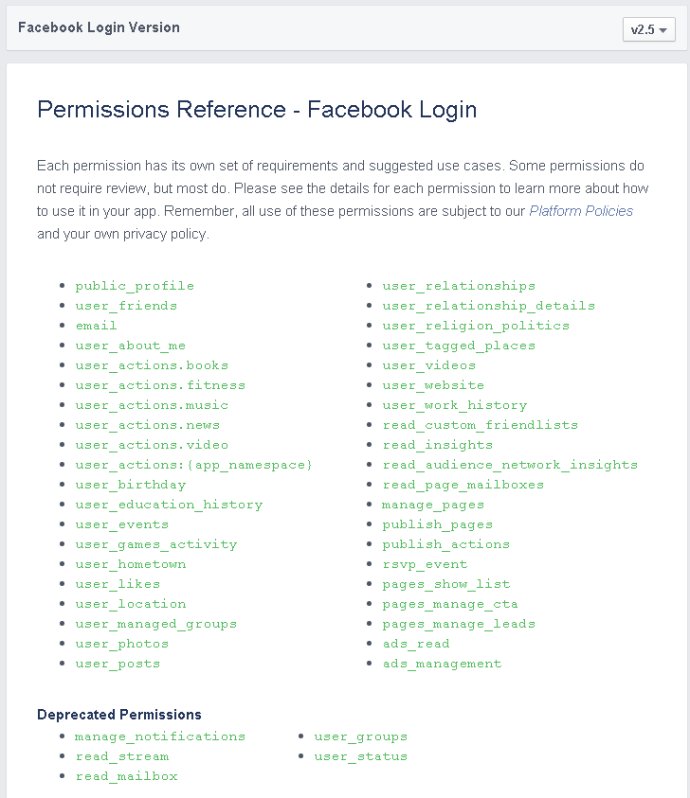 Facebook Login Version
v2.5
Permissions Reference - Facebook Login
Each permission has its own set of requirements and suggested use cases. Some permissions do
not require review, but most do. Please see the details for each permission to learn more about how
to use it in your app. Remember, all use of these permissions are subject to our Platform Policies
and your own privacy policy.
public_profile
user_friends
email
user_about_me
user_actions.books
user_actions.fitness
user_actions.music
user_actions.news
user_actions.video
user_actions:{app_namespace}
user_birthday
user_education_history
user_events
user_games_activity
user_hometown
user_likes
user_location
user_managed_groups
user_photos
user_posts
user_relationships
user_relationship_details
user_religion_politics
user_tagged_places
user_videos
user_website
user_work_history
read_custom_friendlists
read_insights
read_audience_network_insights
read_page_mailboxes
manage_pages
publish_pages
publish_actions
rsvp_event
pages_show_list
pages_manage_cta
pages_manage_leads
ads_read
ads_management
Deprecated Permissions
manage_notifications
read_stream
read_mailbox
user_groups
user_status